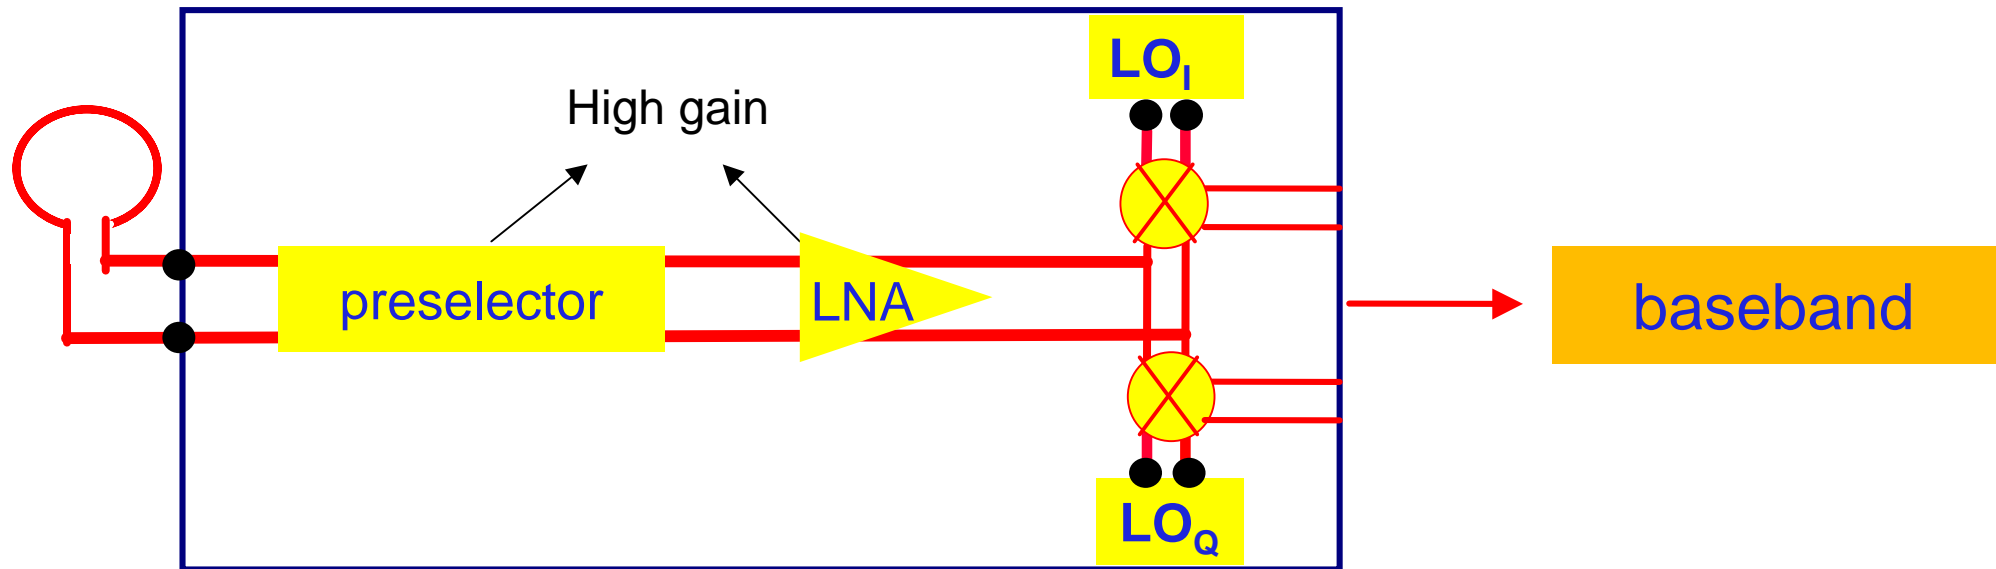 LO_I
High gain
preselector
LNA
baseband
LO_Q